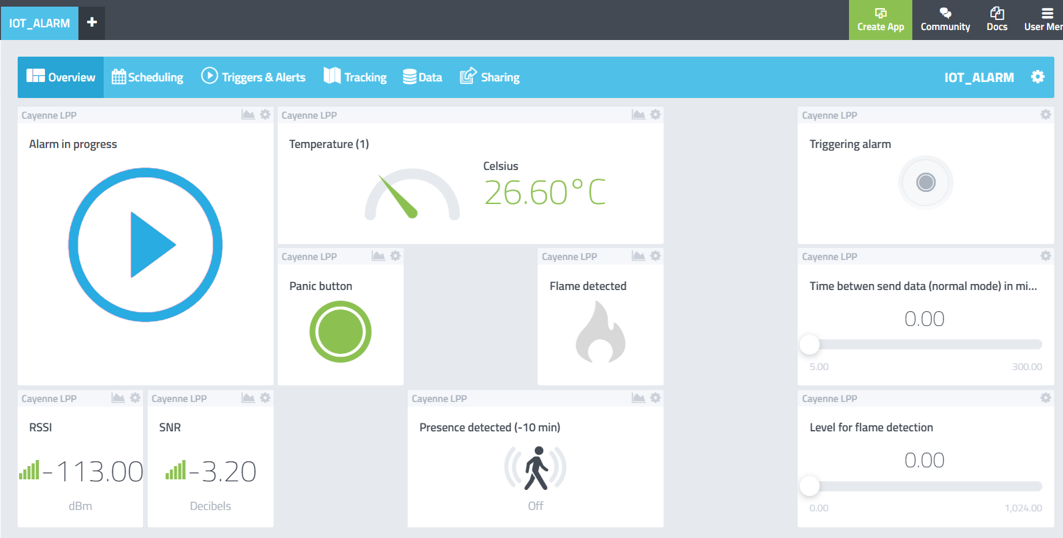 IOT_ALARM
+
Create App
Community
Docs
User Mer
Overview
Scheduling
Triggers & Alerts
Tracking
Data
Sharing
IOT_ALARM
Cayenne LPP
Alarm in progress
Cayenne LPP
Temperature (1)
Celsius
26.60°C
Cayenne LPP
Triggering alarm
Cayenne LPP
Panic button
Cayenne LPP
Flame detected
Cayenne LPP
Time betwen send data (normal mode) in mi...
0.00
5.00 300.00
Cayenne LPP
RSSI
-113.00
dBm
Cayenne LPP
SNR
-3.20
Decibels
Cayenne LPP
Presence detected (-10 min)
Off
Cayenne LPP
Level for flame detection
0.00
0.00 1,024.00